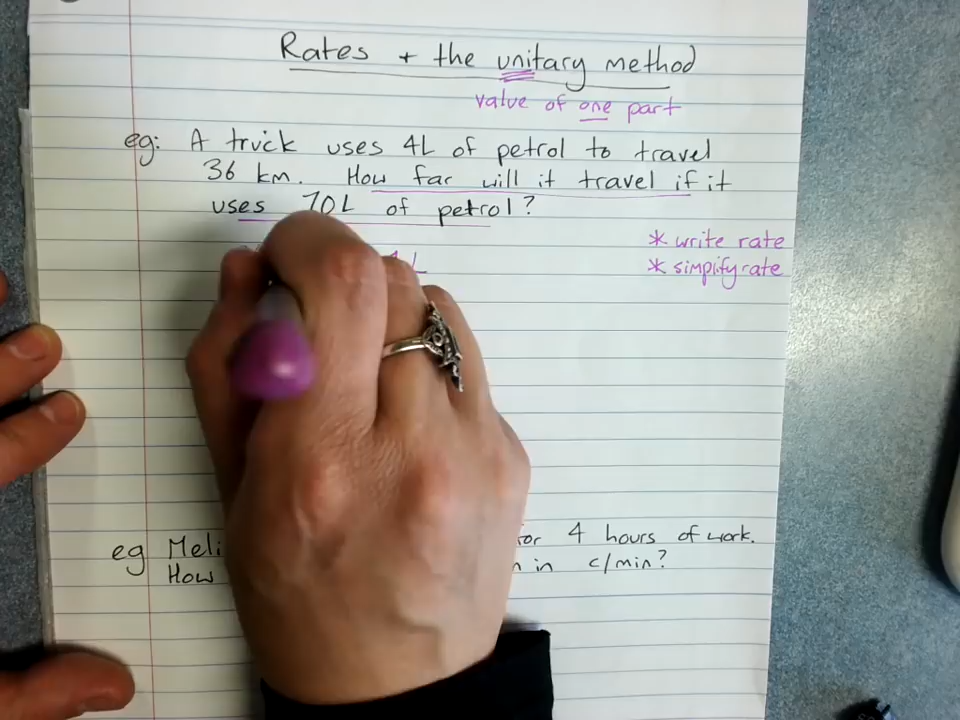 Rates + the unitary method
value of one part
eg: A truck uses 4L of petrol to travel
36 km. How far will it travel if it
uses 70L of petrol?
* write rate
* simplify rate
4 L
eg Meli for 4 hours of work.
How in c/min?